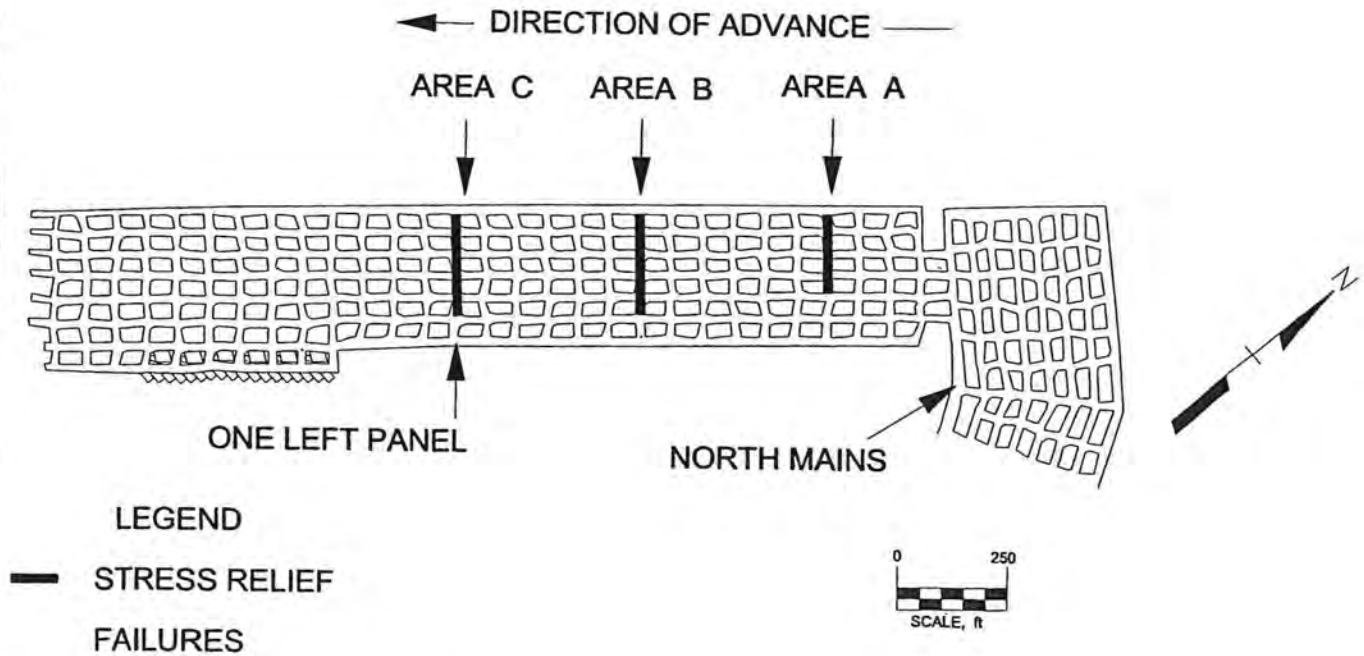 DIRECTION OF ADVANCE
AREA C AREA B AREA A
N
ONE LEFT PANEL
NORTH MAINS
LEGEND
STRESS RELIEF
FAILURES
0 250
SCALE, ft